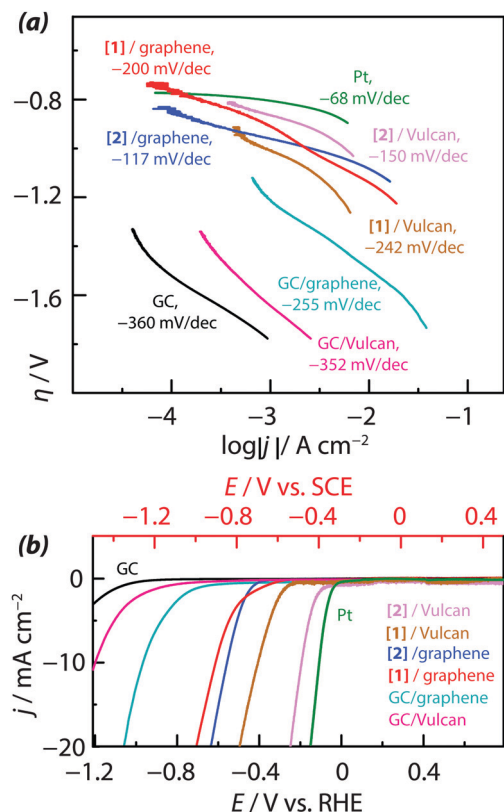 (a)
[1] / graphene,
−200 mV/dec
Pt,
−68 mV/dec
[2] /graphene,
−117 mV/dec
[2] / Vulcan,
−150 mV/dec
[1] / Vulcan,
−242 mV/dec
GC/graphene,
−255 mV/dec
GC,
−360 mV/dec
GC/Vulcan,
−352 mV/dec
−0.8
−1.2
−1.6
η / V
−4 −3 −2 −1
log|j |/ A cm⁻²
E / V vs. SCE
(b)
−1.2 −0.8 −0.4 0 0.4
GC
Pt
[2] / Vulcan
[1] / Vulcan
[2] /graphene
[1] / graphene
GC/graphene
GC/Vulcan
0
−10
−20
j / mA cm⁻²
−1.2 −0.8 −0.4 0 0.4
E / V vs. RHE